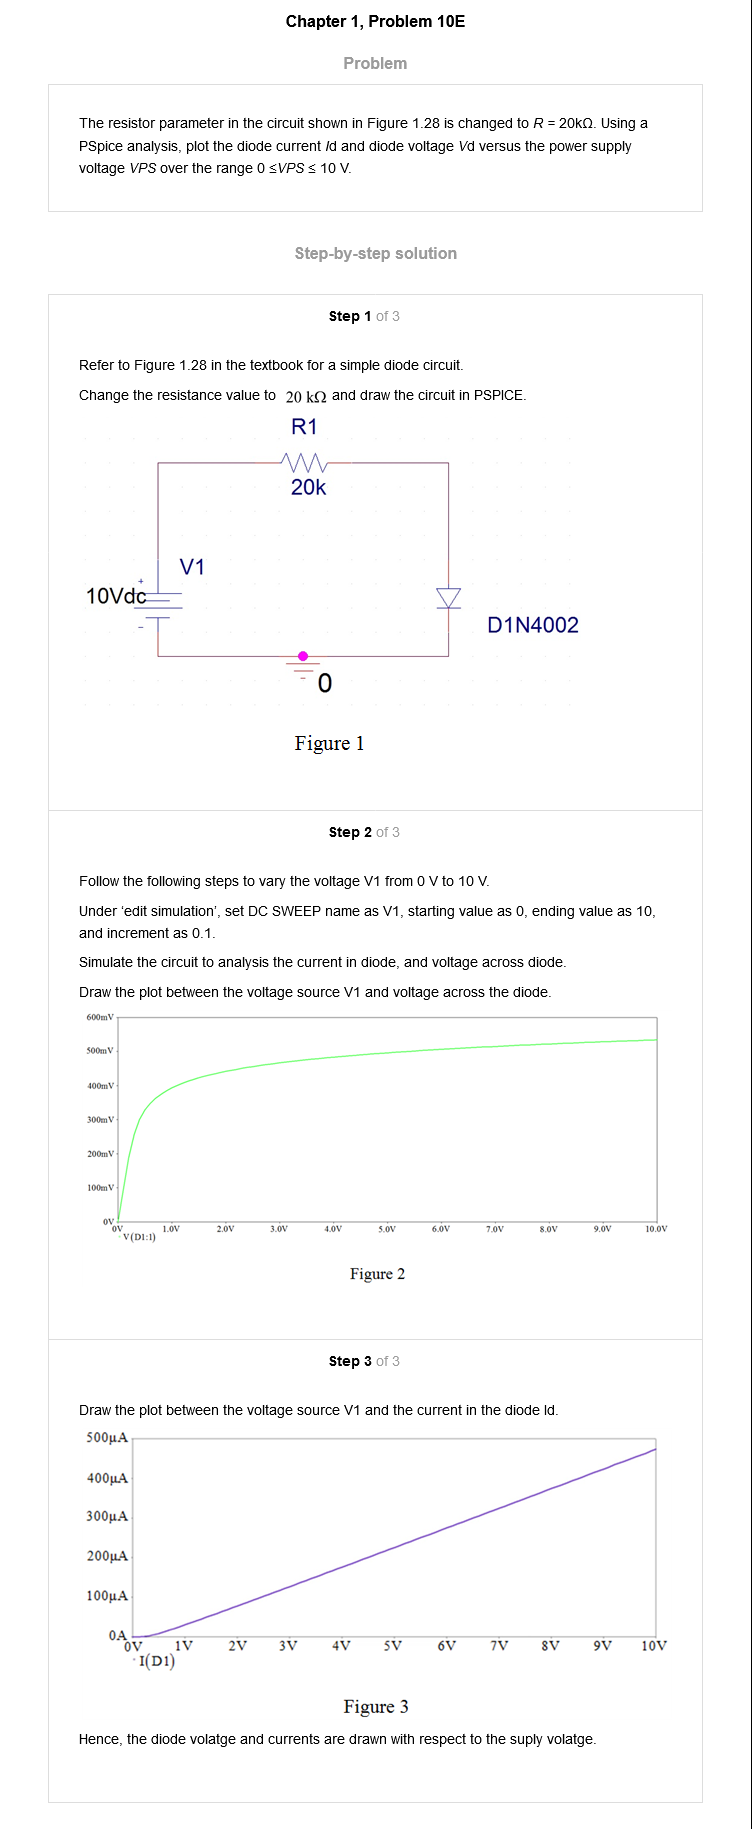 Chapter 1, Problem 10E
Problem
The resistor parameter in the circuit shown in Figure 1.28 is changed to R = 20kΩ. Using a
PSpice analysis, plot the diode current Id and diode voltage Vd versus the power supply
voltage VPS over the range 0 ≤VPS ≤ 10 V.
Step-by-step solution
Step 1 of 3
Refer to Figure 1.28 in the textbook for a simple diode circuit.
Change the resistance value to 20 kΩ and draw the circuit in PSPICE.
R1
20k
V1
+
10Vdc
-
D1N4002
0
Figure 1
Step 2 of 3
Follow the following steps to vary the voltage V1 from 0 V to 10 V.
Under ‘edit simulation’, set DC SWEEP name as V1, starting value as 0, ending value as 10,
and increment as 0.1.
Simulate the circuit to analysis the current in diode, and voltage across diode.
Draw the plot between the voltage source V1 and voltage across the diode.
600mV
500mV
400mV
300mV
200mV
100mV
0V
0V 1.0V 2.0V 3.0V 4.0V 5.0V 6.0V 7.0V 8.0V 9.0V 10.0V
V(D1:1)
Figure 2
Step 3 of 3
Draw the plot between the voltage source V1 and the current in the diode Id.
500µA
400µA
300µA
200µA
100µA
0A
0V 1V 2V 3V 4V 5V 6V 7V 8V 9V 10V
I(D1)
Figure 3
Hence, the diode volatge and currents are drawn with respect to the suply volatge.